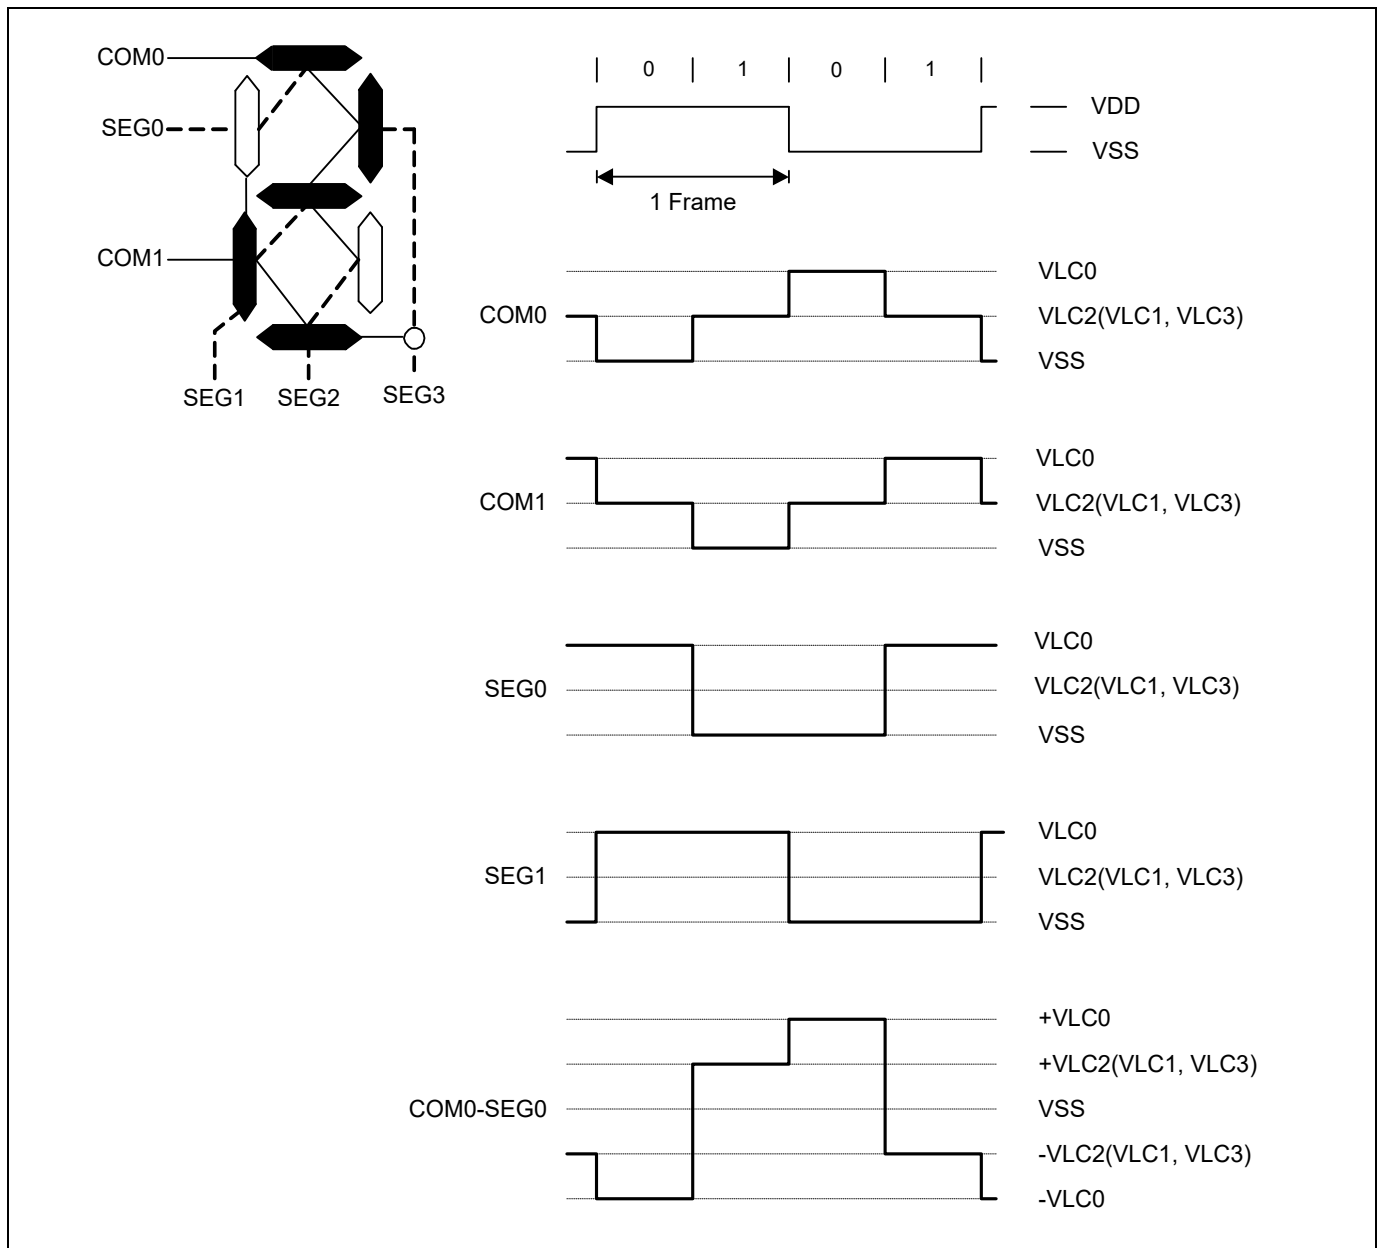 COM0
SEG0
COM1
SEG1 SEG2 SEG3
0 1 0 1
VDD
VSS
1 Frame
COM0
VLC0
VLC2(VLC1, VLC3)
VSS
COM1
VLC0
VLC2(VLC1, VLC3)
VSS
SEG0
VLC0
VLC2(VLC1, VLC3)
VSS
SEG1
VLC0
VLC2(VLC1, VLC3)
VSS
COM0-SEG0
+VLC0
+VLC2(VLC1, VLC3)
VSS
-VLC2(VLC1, VLC3)
-VLC0